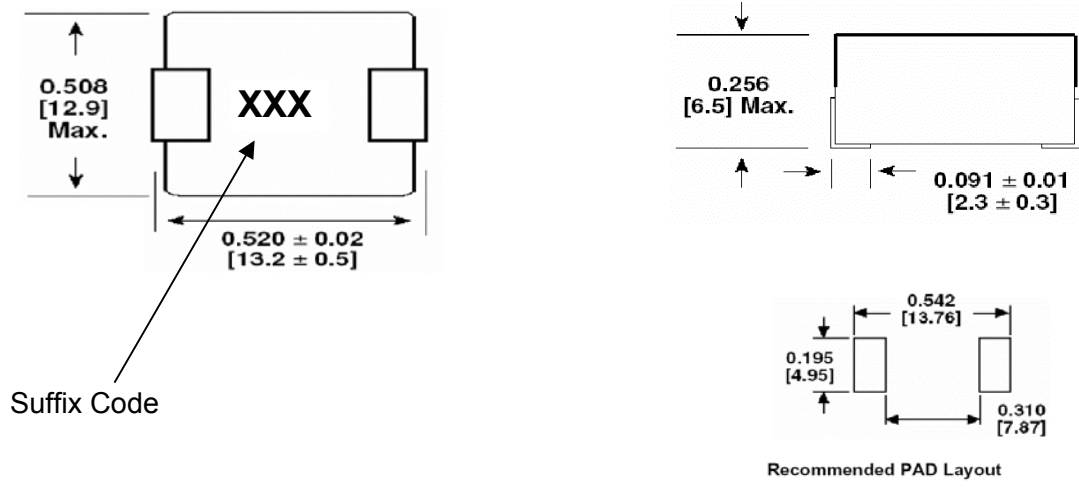 0.508
[12.9]
Max.
XXX
0.520 ± 0.02
[13.2 ± 0.5]
Suffix Code
0.256
[6.5] Max.
0.091 ± 0.01
[2.3 ± 0.3]
0.542
[13.76]
0.195
[4.95]
0.310
[7.87]
Recommended PAD Layout